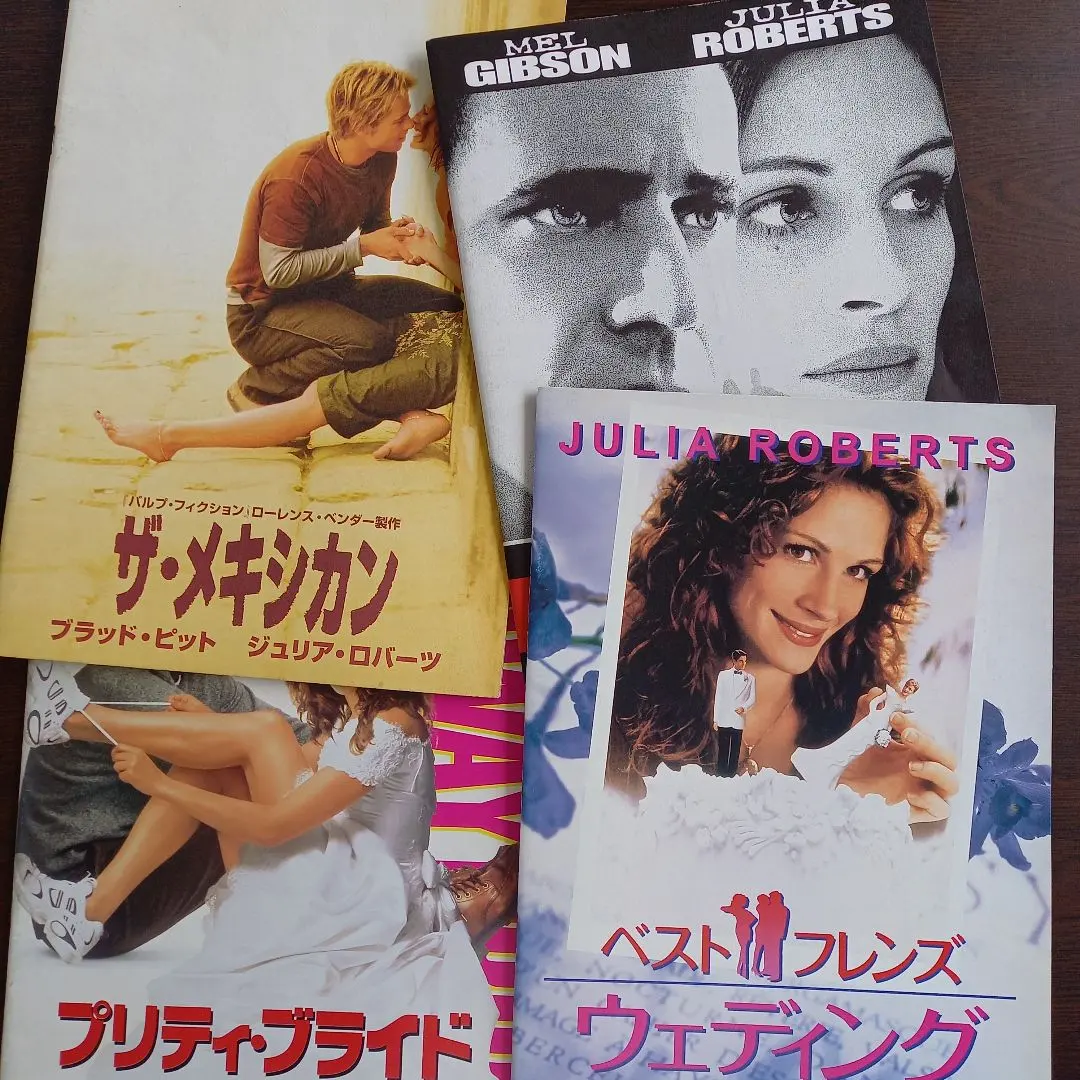 MEL
GIBSON
JULIA
ROBERTS
「パルプ・フィクション」ローレンス・ベンダー製作
ザ・メキシカン
ブラッド・ピット ジュリア・ロバーツ
JULIA ROBERTS
ベスト フレンズ
ウェディング
WAY
プリティ・ブライド